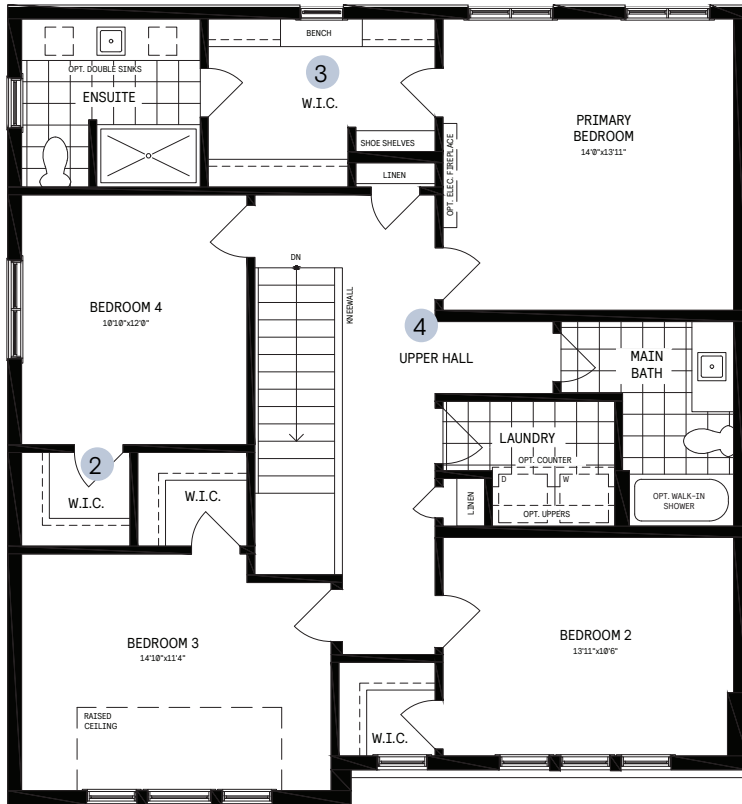 BENCH
OPT. DOUBLE SINKS
ENSUITE
3
W.I.C.
SHOE SHELVES
LINEN
OPT. ELEC. FIREPLACE
PRIMARY
BEDROOM
14'0"x13'11"
BEDROOM 4
10'10"x12'0"
DN
KNEEWALL
4
UPPER HALL
MAIN
BATH
2
W.I.C.
W.I.C.
LAUNDRY
OPT. COUNTER
D
W
OPT. UPPERS
LINEN
OPT. WALK-IN
SHOWER
BEDROOM 3
14'10"x11'4"
RAISED
CEILING
BEDROOM 2
13'11"x10'6"
W.I.C.